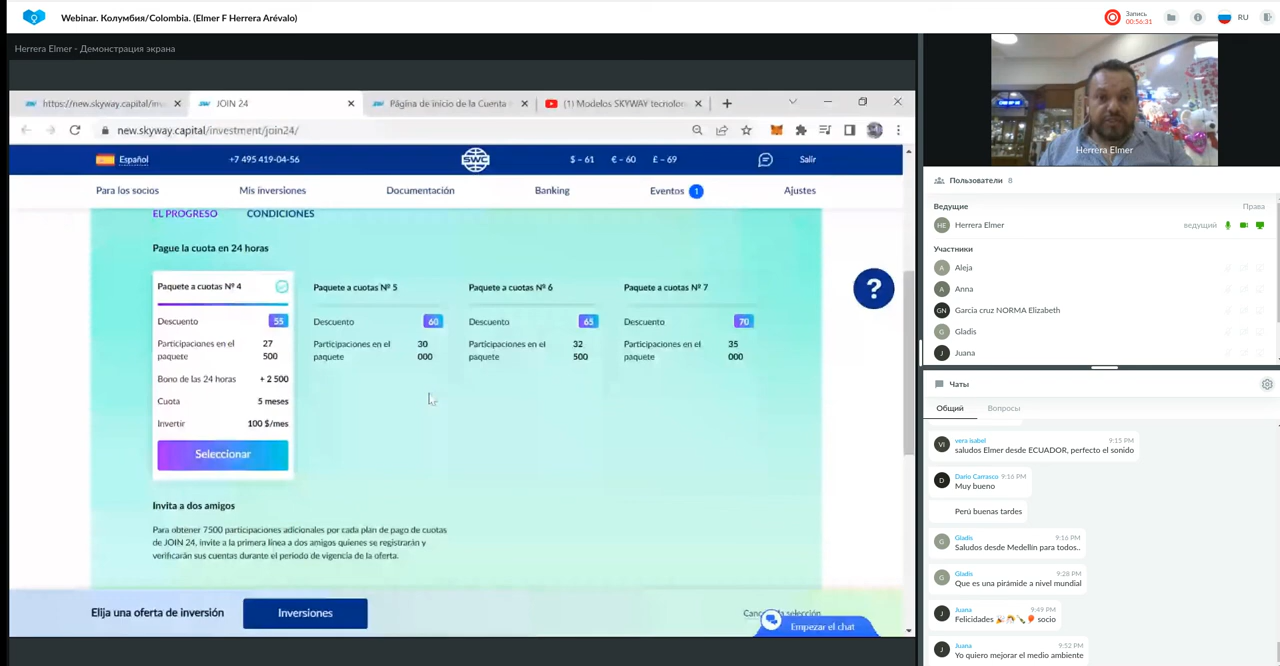 Webinar. Колумбия/Colombia. (Elmer F Herrera Arévalo)
Запись
00:56:31
RU
Herrera Elmer - Демонстрация экрана
https://new.skyway.capital/inv
JOIN 24
Página de inicio de la Cuenta
(1) Modelos SKYWAY tecnolor
new.skyway.capital/investment/join24/
Español
+7 495 419-04-56
SWC
$ – 61
€ – 60
£ – 69
Salir
Para los socios
Mis inversiones
Documentación
Banking
Eventos 1
Ajustes
EL PROGRESO
CONDICIONES
Pague la cuota en 24 horas
Paquete a cuotas Nº 4
Descuento 55
Participaciones en el paquete 27 500
Bono de las 24 horas + 2 500
Cuota 5 meses
Invertir 100 $/mes
Seleccionar
Paquete a cuotas Nº 5
Descuento 60
Participaciones en el paquete 30 000
Paquete a cuotas Nº 6
Descuento 65
Participaciones en el paquete 32 500
Paquete a cuotas Nº 7
Descuento 70
Participaciones en el paquete 35 000
?
Invita a dos amigos
Para obtener 7500 participaciones adicionales por cada plan de pago de cuotas
de JOIN 24, invite a la primera línea a dos amigos quienes se registrarán y
verificarán sus cuentas durante el periodo de vigencia de la oferta.
Elija una oferta de inversión
Inversiones
selección
Empezar el chat
Herrera Elmer
Пользователи 8
Ведущие
Права
HE Herrera Elmer
ведущий
Участники
A Aleja
A Anna
GN Garcia cruz NORMA Elizabeth
G Gladis
J Juana
Чаты
Общий
Вопросы
VI vera isabel 9:15 PM
saludos Elmer desde ECUADOR, perfecto el sonido
D Dario Carrasco 9:16 PM
Muy bueno
Perú buenas tardes
G Gladis 9:16 PM
Saludos desde Medellín para todos..
G Gladis 9:28 PM
Que es una pirámide a nivel mundial
J Juana 9:49 PM
Felicidades 🎉🎊🍾🎈 socio
J Juana 9:52 PM
Yo quiero mejorar el medio ambiente